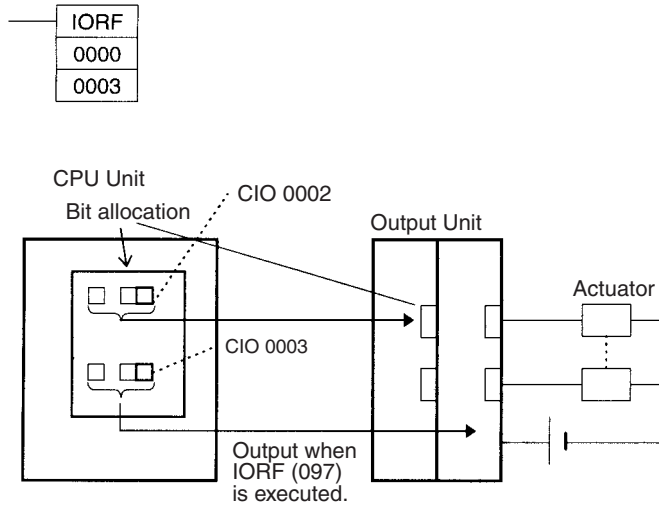 IORF
0000
0003
CPU Unit
CIO 0002
Bit allocation
Output Unit
Actuator
CIO 0003
Output when
IORF (097)
is executed.